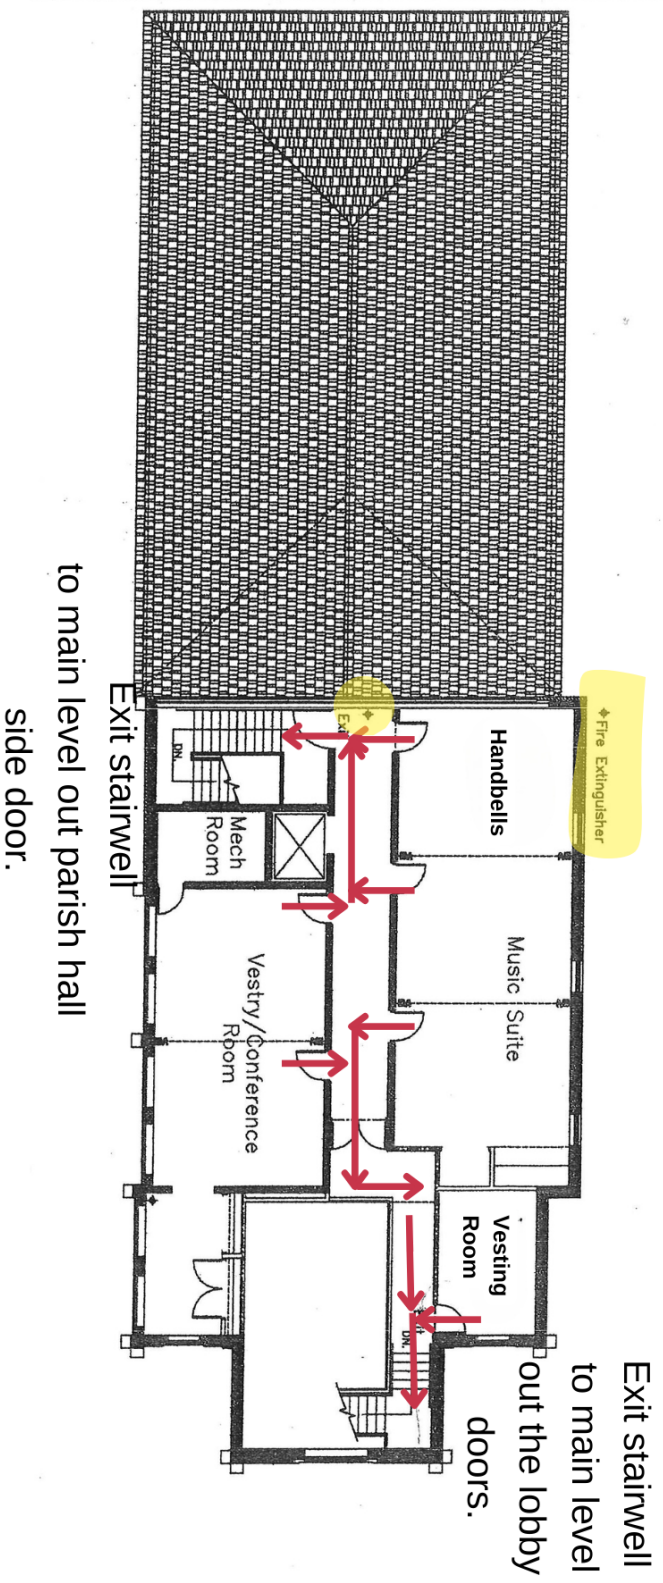 Fire Extinguisher
Handbells
Music Suite
Vesting
Room
Exit
DN.
Exit
DN.
Mech
Room
Vestry/Conference
Room
Exit stairwell
to main level out parish hall
side door.
Exit stairwell
to main level
out the lobby
doors.